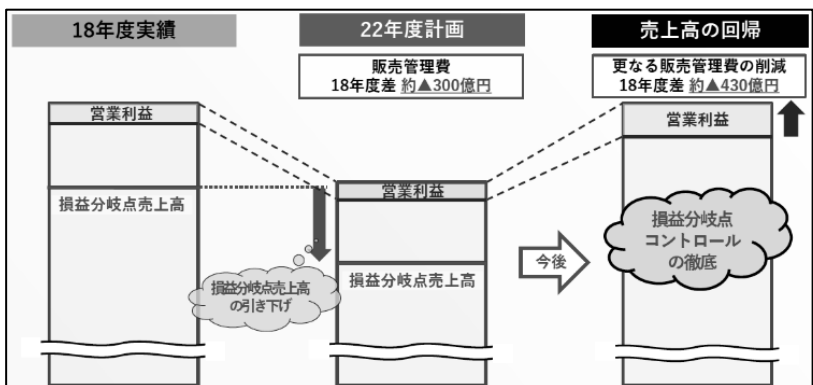 18年度実績
22年度計画
売上高の回帰
販売管理費
18年度差 約▲300億円
更なる販売管理費の削減
18年度差 約▲430億円
営業利益
営業利益
営業利益
損益分岐点売上高
損益分岐点売上高
の引き下げ
損益分岐点売上高
今後
損益分岐点
コントロール
の徹底